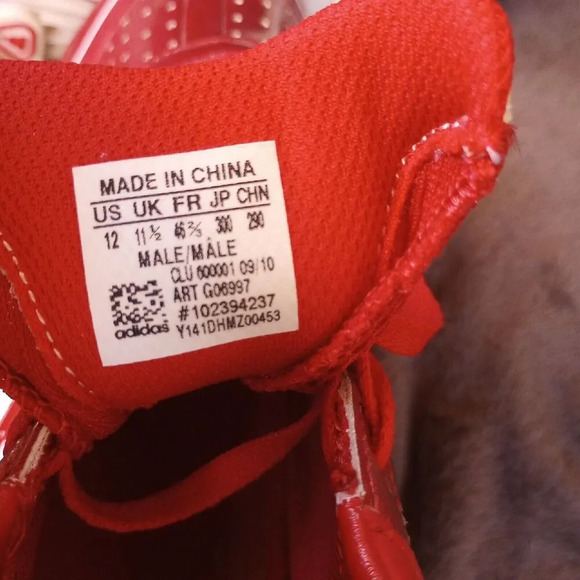 MADE IN CHINA
US UK FR JP CHN
12 11½ 46⅔ 300 290
MALE/MÂLE
CLU 600001 09/10
ART G06997
#102394237
adidas Y141DHMZ00453